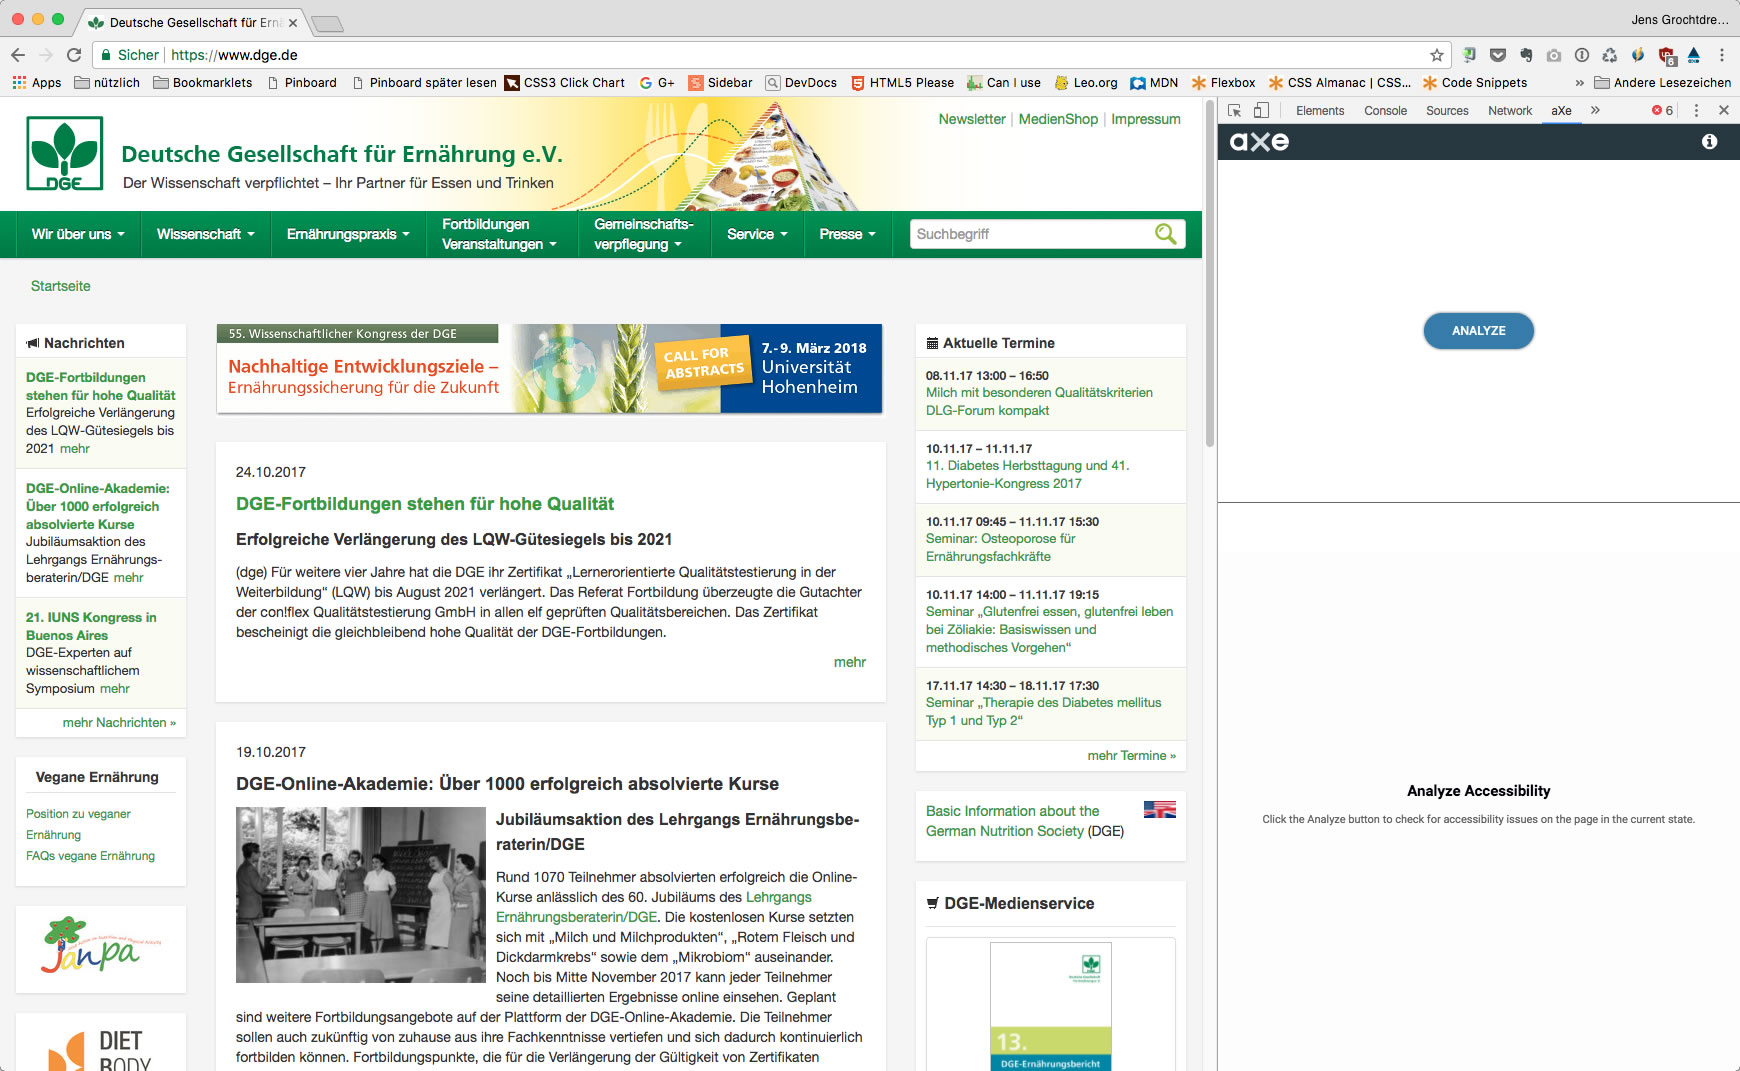 Deutsche Gesellschaft für Ern
Jens Grochtdre...
Sicher
https://www.dge.de
6
Apps
nützlich
Bookmarklets
Pinboard
Pinboard später lesen
CSS3 Click Chart
G+
Sidebar
DevDocs
HTML5 Please
Can I use
Leo.org
MDN
Flexbox
CSS Almanac | CSS...
Code Snippets
»
Andere Lesezeichen
Newsletter | MedienShop | Impressum
DGE
Deutsche Gesellschaft für Ernährung e.V.
Der Wissenschaft verpflichtet – Ihr Partner für Essen und Trinken
Wir über uns
Wissenschaft
Ernährungspraxis
Fortbildungen
Veranstaltungen
Gemeinschafts-
verpflegung
Service
Presse
Suchbegriff
Startseite
Nachrichten
DGE-Fortbildungen
stehen für hohe Qualität
Erfolgreiche Verlängerung
des LQW-Gütesiegels bis
2021 mehr
DGE-Online-Akademie:
Über 1000 erfolgreich
absolvierte Kurse
Jubiläumsaktion des
Lehrgangs Ernährungs-
beraterin/DGE mehr
21. IUNS Kongress in
Buenos Aires
DGE-Experten auf
wissenschaftlichem
Symposium mehr
mehr Nachrichten »
Vegane Ernährung
Position zu veganer
Ernährung
FAQs vegane Ernährung
Janpa
DIET
BODY
55. Wissenschaftlicher Kongress der DGE
Nachhaltige Entwicklungsziele –
Ernährungssicherung für die Zukunft
CALL FOR
ABSTRACTS
7.- 9. März 2018
Universität
Hohenheim
24.10.2017
DGE-Fortbildungen stehen für hohe Qualität
Erfolgreiche Verlängerung des LQW-Gütesiegels bis 2021
(dge) Für weitere vier Jahre hat die DGE ihr Zertifikat „Lernerorientierte Qualitätstestierung in der
Weiterbildung“ (LQW) bis August 2021 verlängert. Das Referat Fortbildung überzeugte die Gutachter
der con!flex Qualitätstestierung GmbH in allen elf geprüften Qualitätsbereichen. Das Zertifikat
bescheinigt die gleichbleibend hohe Qualität der DGE-Fortbildungen.
mehr
19.10.2017
DGE-Online-Akademie: Über 1000 erfolgreich absolvierte Kurse
Jubiläumsaktion des Lehrgangs Ernährungsbe-
raterin/DGE
Rund 1070 Teilnehmer absolvierten erfolgreich die Online-
Kurse anlässlich des 60. Jubiläums des Lehrgangs
Ernährungsberaterin/DGE. Die kostenlosen Kurse setzten
sich mit „Milch und Milchprodukten“, „Rotem Fleisch und
Dickdarmkrebs“ sowie dem „Mikrobiom“ auseinander.
Noch bis Mitte November 2017 kann jeder Teilnehmer
seine detaillierten Ergebnisse online einsehen. Geplant
sind weitere Fortbildungsangebote auf der Plattform der DGE-Online-Akademie. Die Teilnehmer
sollen auch zukünftig von zuhause aus ihre Fachkenntnisse vertiefen und sich dadurch kontinuierlich
fortbilden können. Fortbildungspunkte, die für die Verlängerung der Gültigkeit von Zertifikaten
Aktuelle Termine
08.11.17 13:00 – 16:50
Milch mit besonderen Qualitätskriterien
DLG-Forum kompakt
10.11.17 – 11.11.17
11. Diabetes Herbsttagung und 41.
Hypertonie-Kongress 2017
10.11.17 09:45 – 11.11.17 15:30
Seminar: Osteoporose für
Ernährungsfachkräfte
10.11.17 14:00 – 11.11.17 19:15
Seminar „Glutenfrei essen, glutenfrei leben
bei Zöliakie: Basiswissen und
methodisches Vorgehen“
17.11.17 14:30 – 18.11.17 17:30
Seminar „Therapie des Diabetes mellitus
Typ 1 und Typ 2“
mehr Termine »
Basic Information about the
German Nutrition Society (DGE)
DGE-Medienservice
13.
DGE-Ernährungsbericht
Elements
Console
Sources
Network
aXe
»
6
axe
ANALYZE
Analyze Accessibility
Click the Analyze button to check for accessibility issues on the page in the current state.